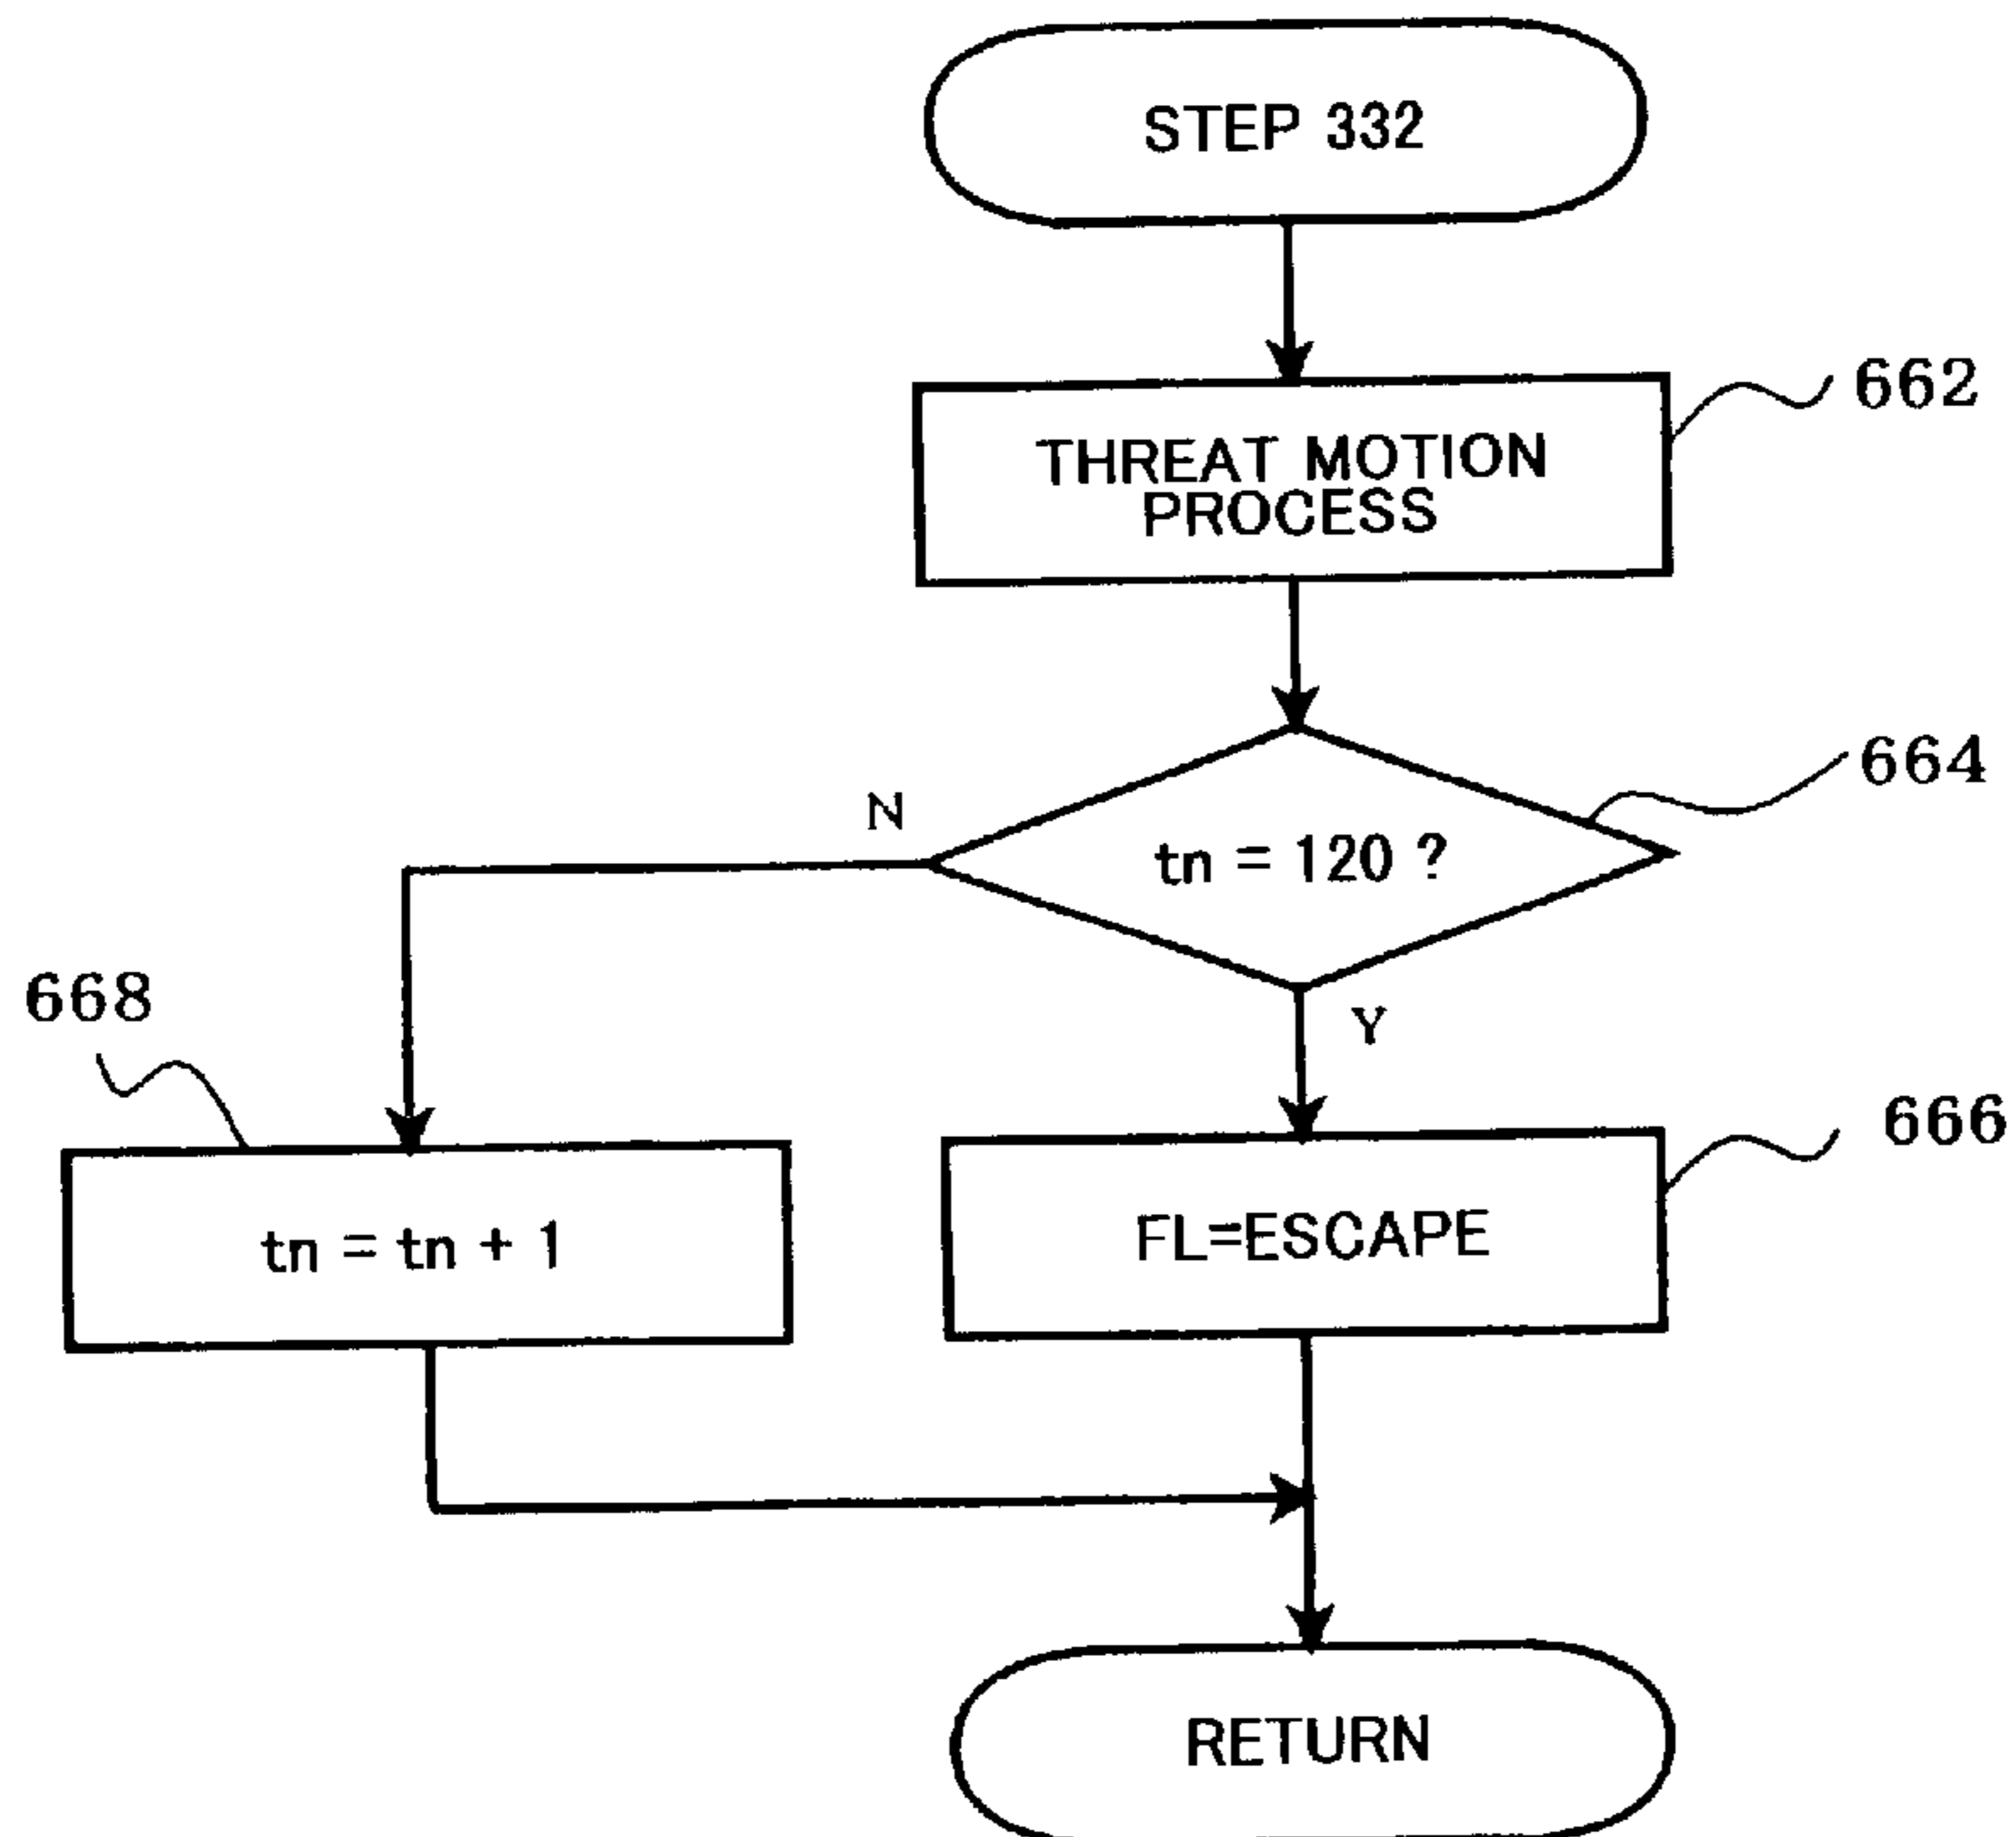 STEP 332
662
THREAT MOTION
PROCESS
664
N
tn = 120 ?
Y
668
666
tn = tn + 1
FL=ESCAPE
RETURN